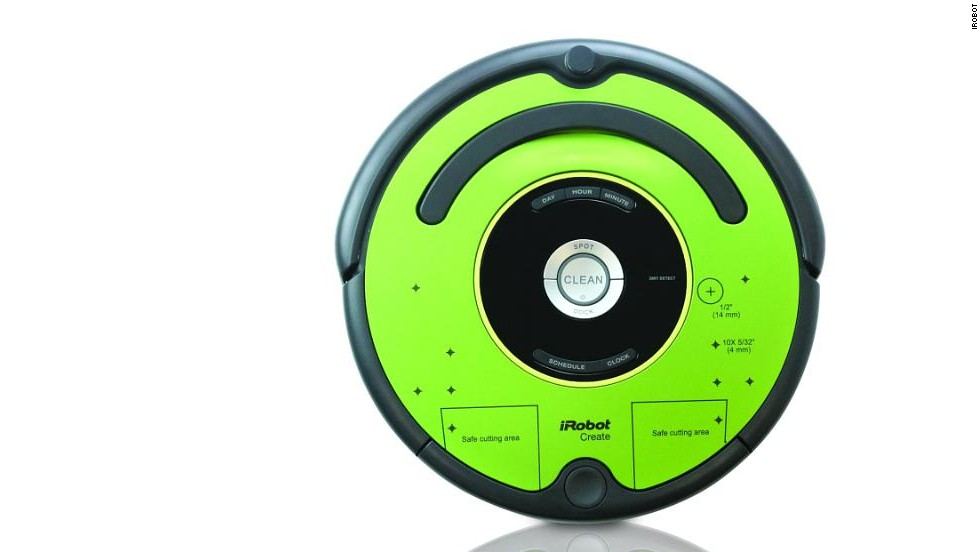 IROBOT
DAY HOUR MINUTE
SPOT
CLEAN
DOCK
DIRT DETECT
SCHEDULE CLOCK
1/2"
(14 mm)
10X 5/32"
(4 mm)
Safe cutting area
iRobot
Create
Safe cutting area